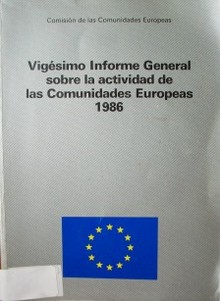 Comisión de las Comunidades Europeas
Vigésimo Informe General
sobre la actividad de
las Comunidades Europeas
1986